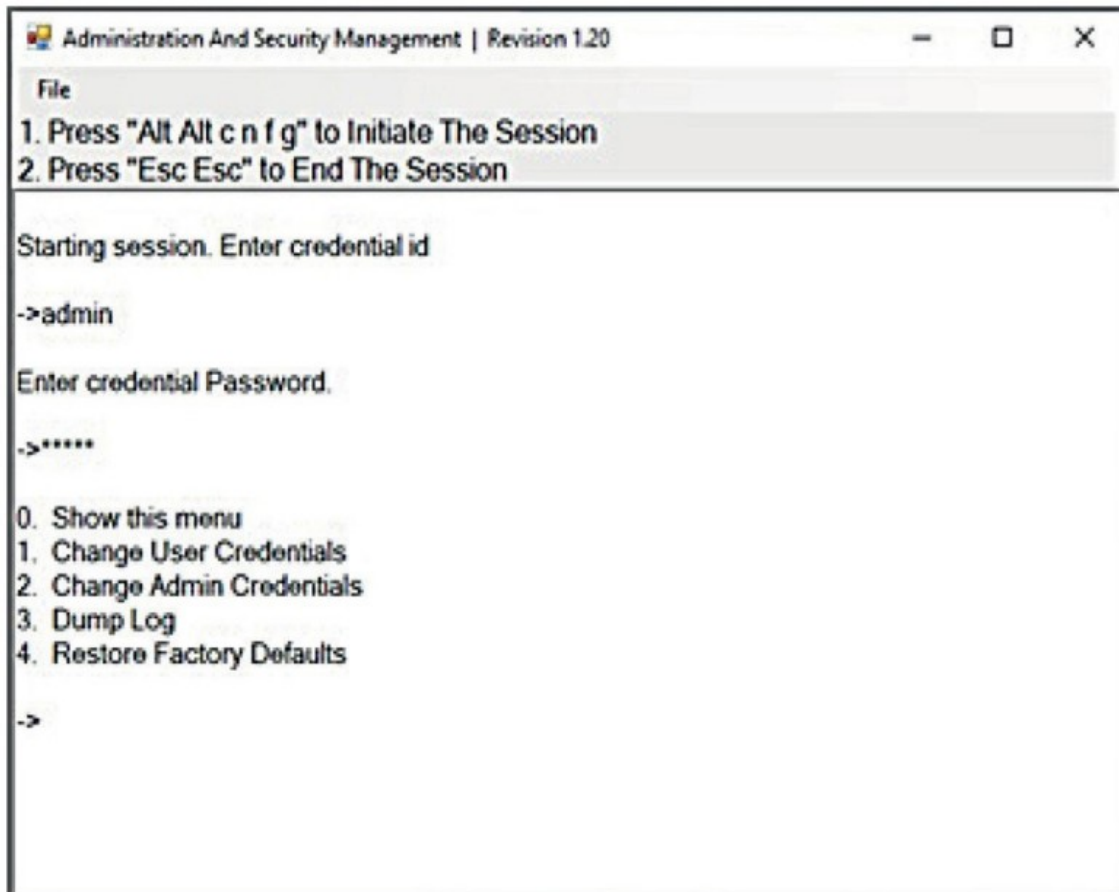 Administration And Security Management | Revision 1.20
File
1. Press "Alt Alt c n f g" to Initiate The Session
2. Press "Esc Esc" to End The Session
Starting session. Enter credential id
->admin
Enter credential Password.
->*****
0. Show this menu
1. Change User Credentials
2. Change Admin Credentials
3. Dump Log
4. Restore Factory Defaults
->